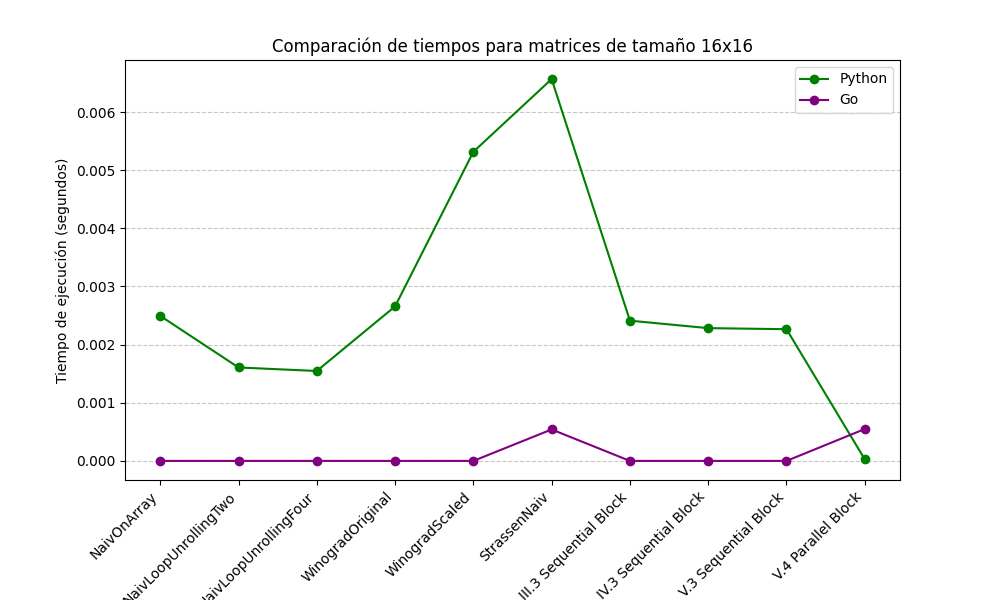 Comparación de tiempos para matrices de tamaño 16x16
Python
Go
Tiempo de ejecución (segundos)
0.006
0.005
0.004
0.003
0.002
0.001
0.000
NaivOnArray
NaivLoopUnrollingTwo
NaivLoopUnrollingFour
WinogradOriginal
WinogradScaled
StrassenNaiv
III.3 Sequential Block
IV.3 Sequential Block
V.3 Sequential Block
V.4 Parallel Block